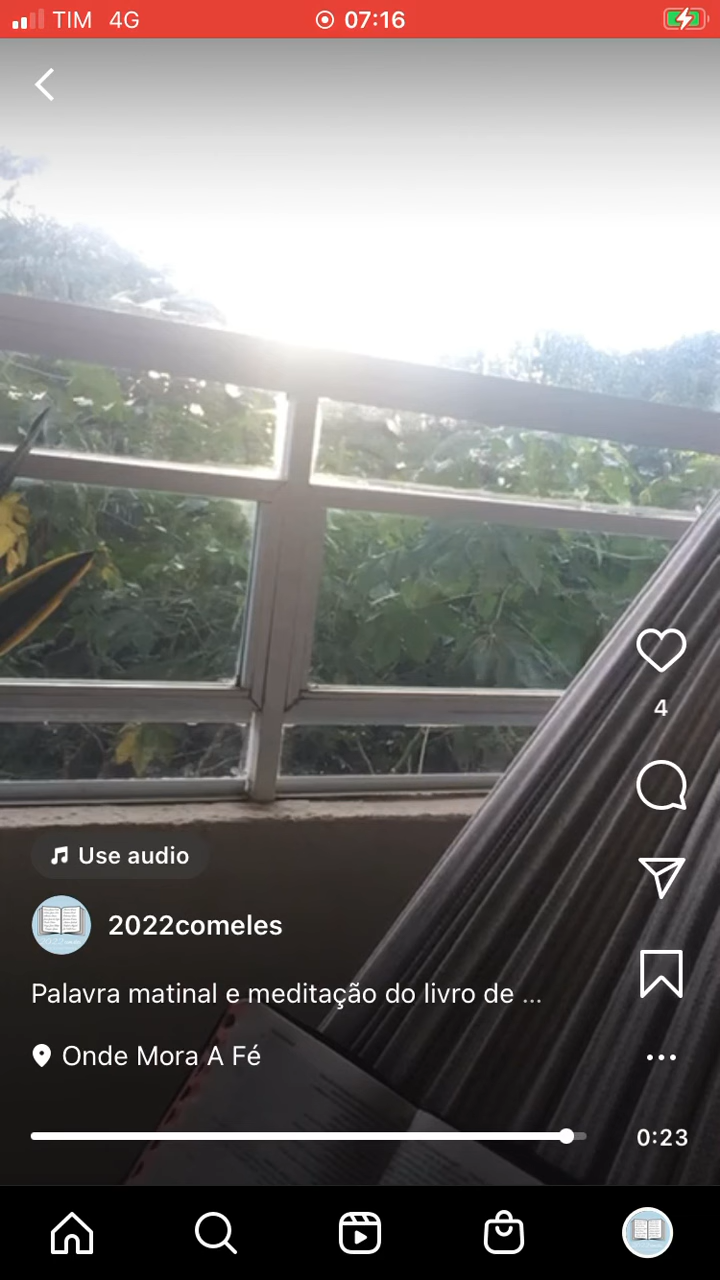 TIM 4G 07:16
Use audio
2022comeles
Palavra matinal e meditação do livro de ...
Onde Mora A Fé
4
0:23